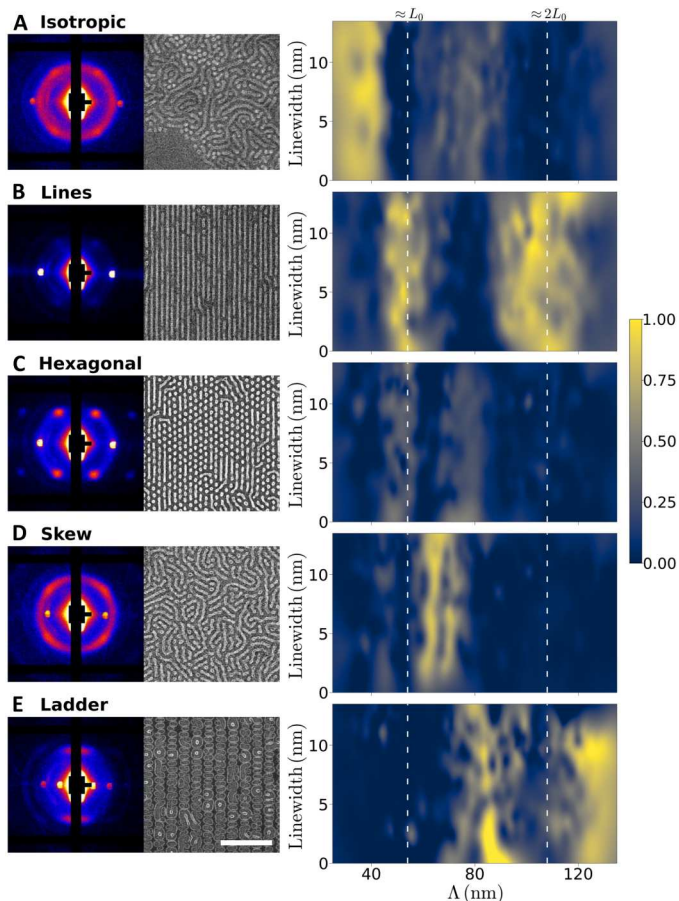 ≈L₀ ≈2L₀
A Isotropic
Linewidth (nm)
10
5
0
B Lines
Linewidth (nm)
10
5
0
C Hexagonal
Linewidth (nm)
10
5
0
1.00
0.75
0.50
0.25
0.00
D Skew
Linewidth (nm)
10
5
0
E Ladder
Linewidth (nm)
10
5
0
40 80 120
Λ (nm)